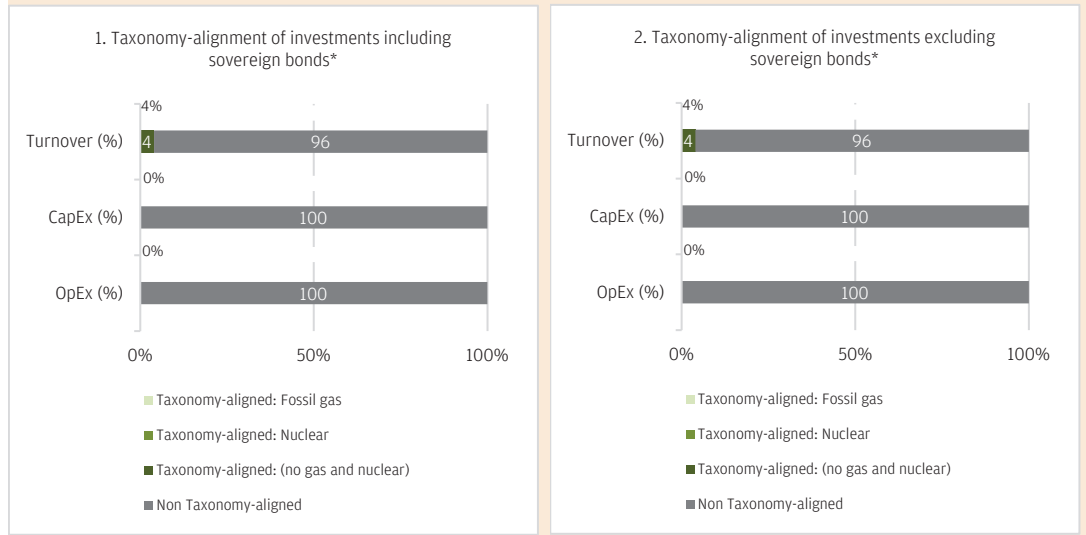 1. Taxonomy-alignment of investments including
sovereign bonds*
4%
Turnover (%)
4
96
0%
CapEx (%)
100
0%
OpEx (%)
100
0%
50%
100%
Taxonomy-aligned: Fossil gas
Taxonomy-aligned: Nuclear
Taxonomy-aligned: (no gas and nuclear)
Non Taxonomy-aligned
2. Taxonomy-alignment of investments excluding
sovereign bonds*
4%
Turnover (%)
4
96
0%
CapEx (%)
100
0%
OpEx (%)
100
0%
50%
100%
Taxonomy-aligned: Fossil gas
Taxonomy-aligned: Nuclear
Taxonomy-aligned: (no gas and nuclear)
Non Taxonomy-aligned